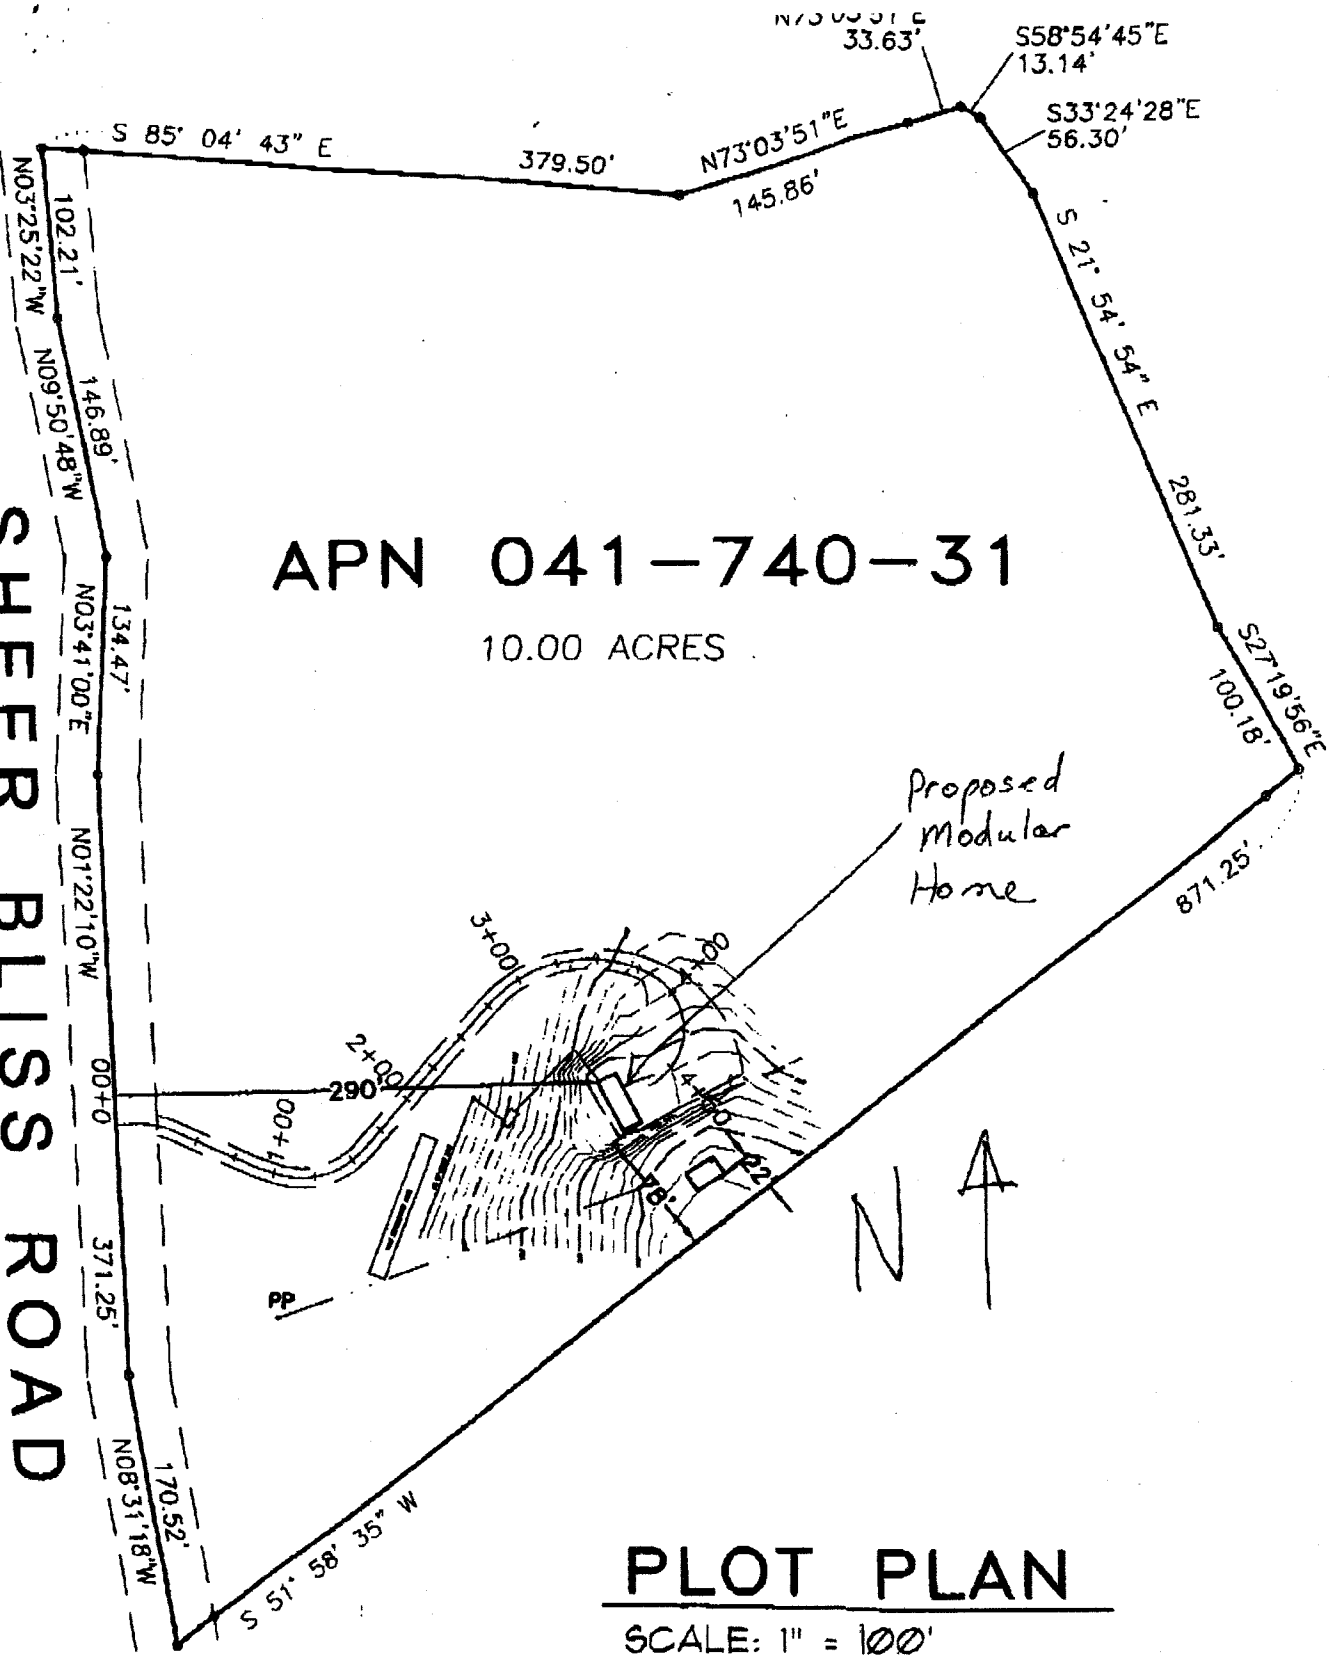 33.63'
S58°54'45"E
13.14'
S33°24'28"E
56.30'
S 85° 04' 43" E
379.50'
N73°03'51"E
145.86'
N03°25'22"W
102.21'
S 21° 54' 54" E
281.33'
N09°50'48"W
146.89'
APN 041-740-31
10.00 ACRES
N03°41'00"E
134.47'
S27°19'56"E
100.18'
SHEER BLISS ROAD
Proposed
Modular
Home
871.25'
N01°22'10"W
371.25'
0+00
1+00
2+00
3+00
4+00
290'
78'
22'
PP
N
N08°31'18"W
170.52'
S 51° 58' 35" W
PLOT PLAN
SCALE: 1" = 100'